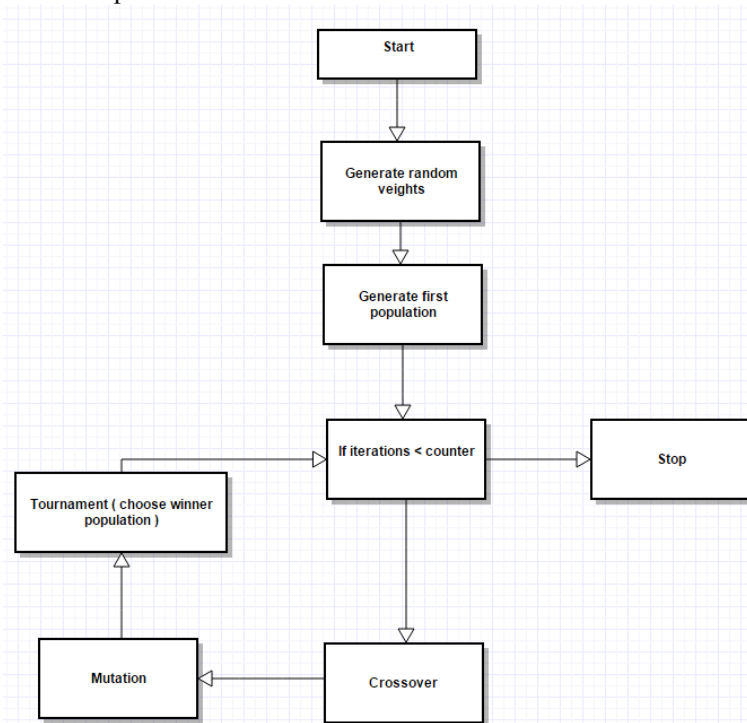 Start
Generate random
veights
Generate first
population
If iterations < counter
Stop
Tournament ( choose winner
population )
Mutation
Crossover